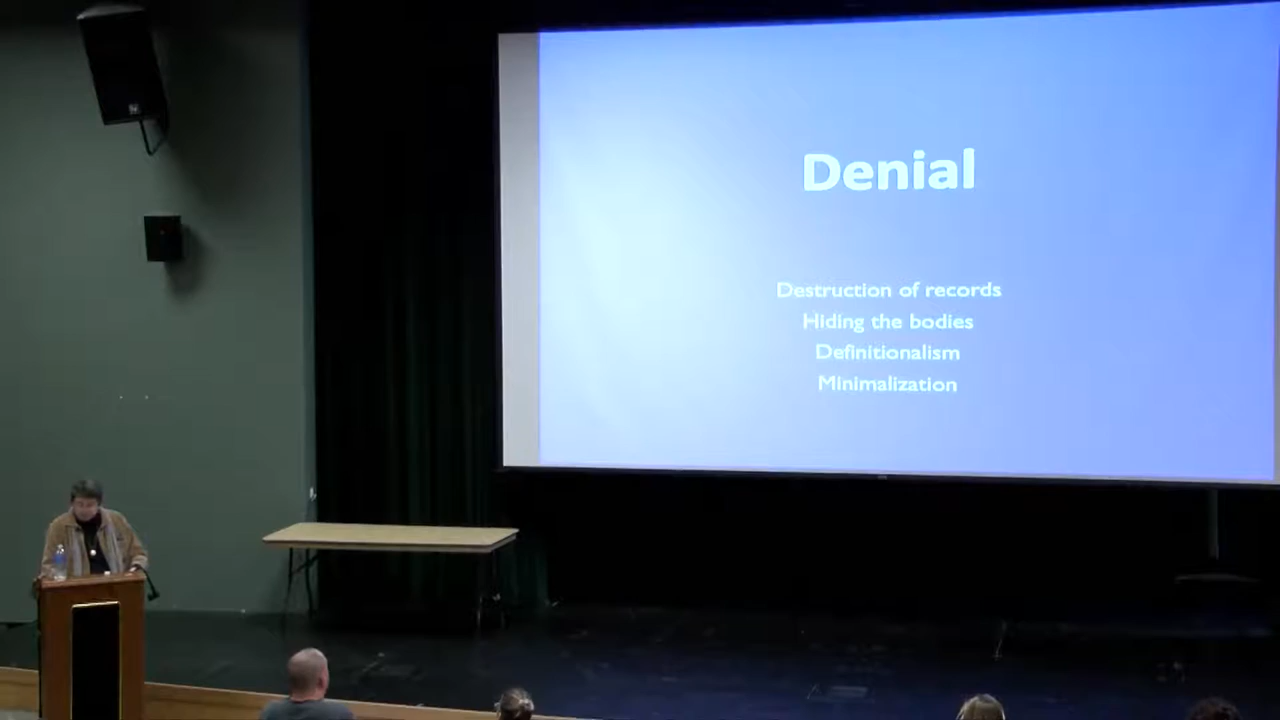 Denial
Destruction of records
Hiding the bodies
Definitionalism
Minimalization